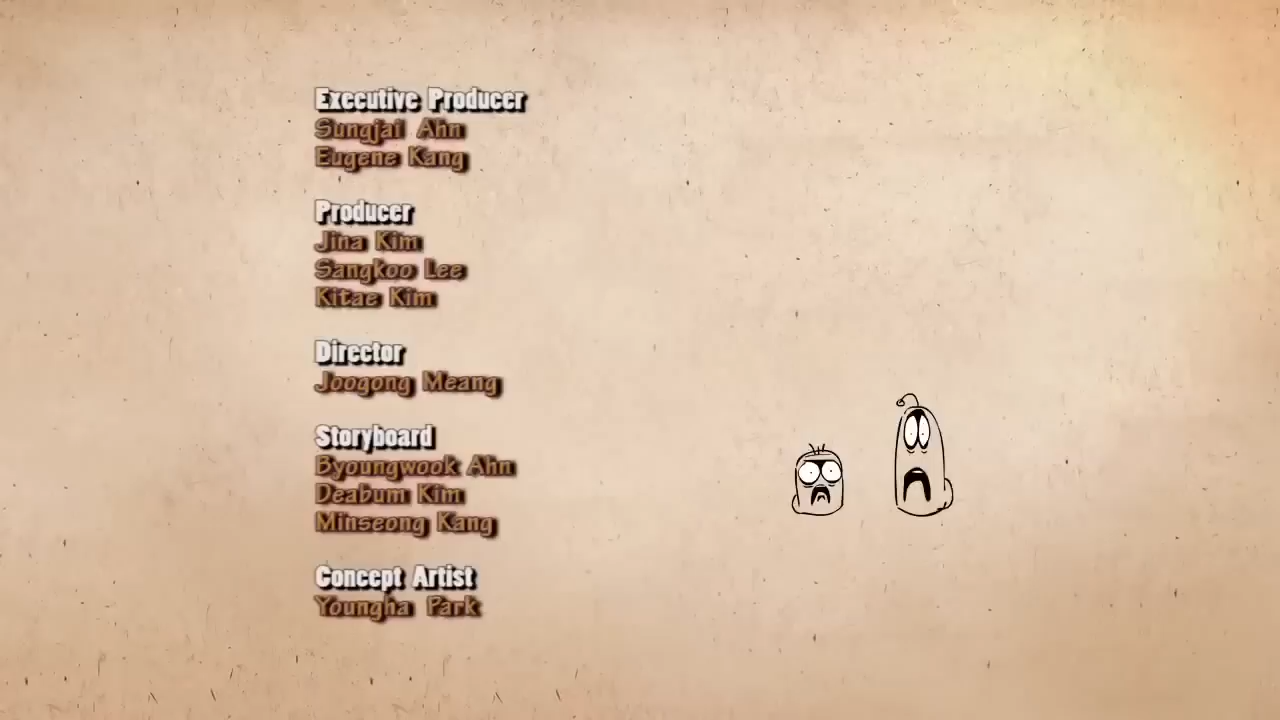 Executive Producer
Sungjai Ahn
Eugene Kang
Producer
Jina Kim
Sangkoo Lee
Kitae Kim
Director
Joogong Meang
Storyboard
Byoungwook Ahn
Deabum Kim
Minseong Kang
Concept Artist
Youngha Park